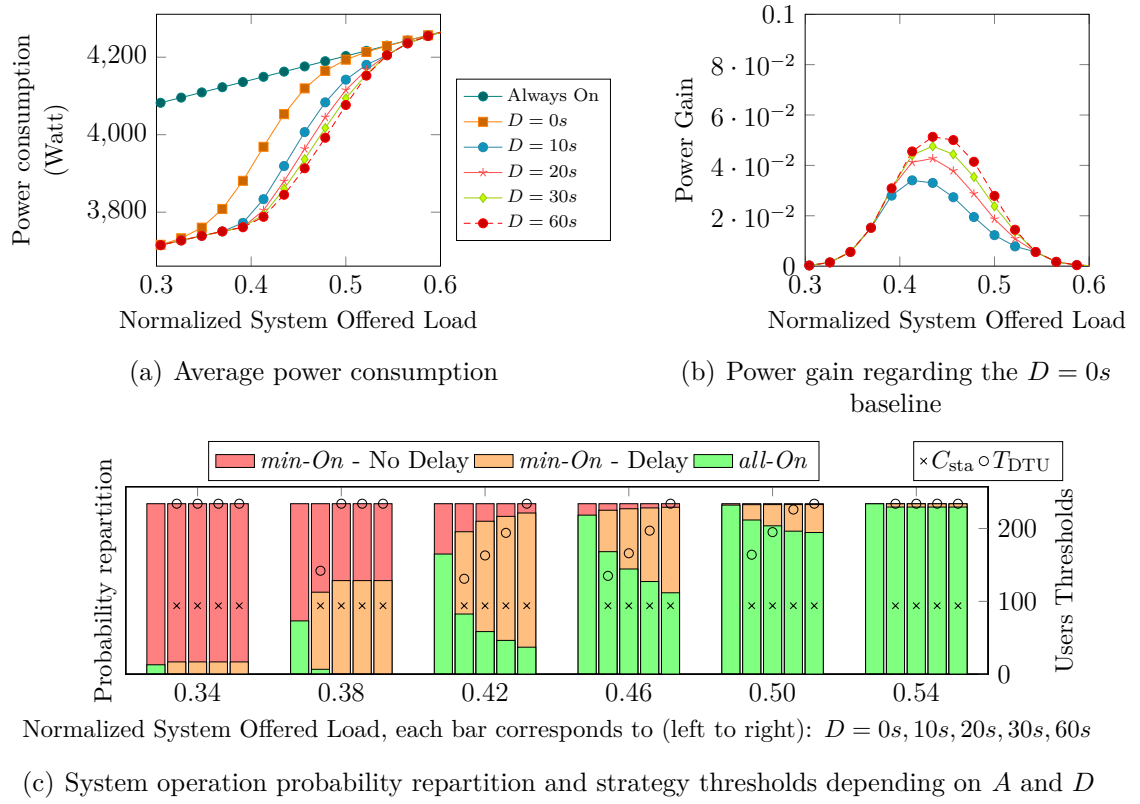 4,200
4,000
3,800
Power consumption
(Watt)
0.3 0.4 0.5 0.6
Normalized System Offered Load
Always On
D = 0s
D = 10s
D = 20s
D = 30s
D = 60s
(a) Average power consumption
0.1
8 · 10⁻²
6 · 10⁻²
4 · 10⁻²
2 · 10⁻²
0
Power Gain
0.3 0.4 0.5 0.6
Normalized System Offered Load
(b) Power gain regarding the D = 0s
baseline
min-On - No Delay min-On - Delay all-On
× C_sta ○ T_DTU
Probability repartition
200
100
0
Users Thresholds
0.34 0.38 0.42 0.46 0.50 0.54
Normalized System Offered Load, each bar corresponds to (left to right): D = 0s, 10s, 20s, 30s, 60s
(c) System operation probability repartition and strategy thresholds depending on A and D